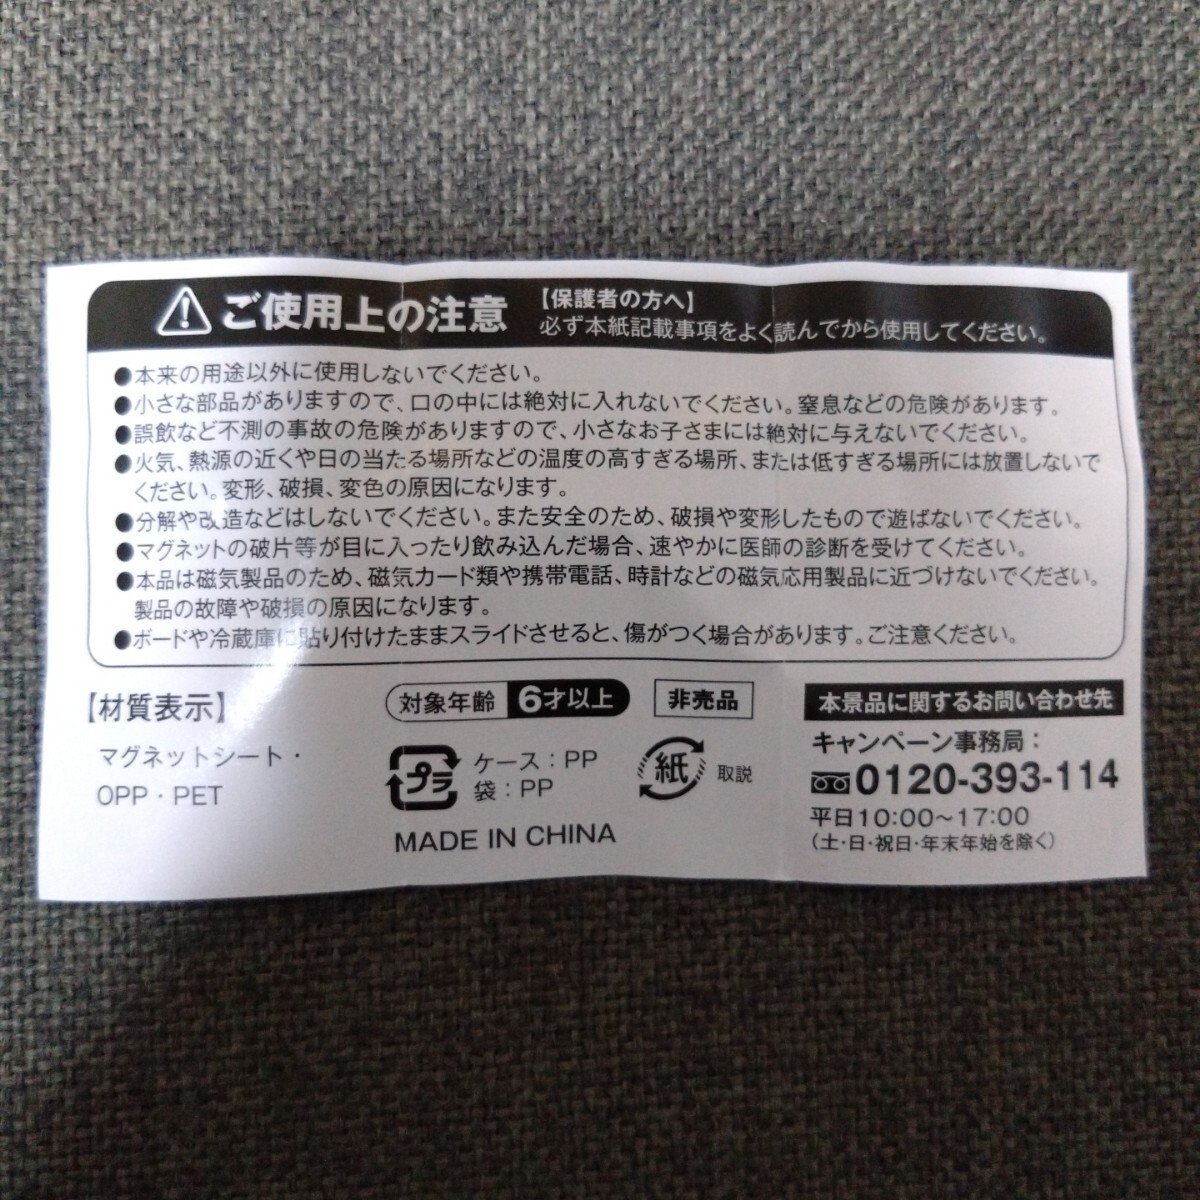 ご使用上の注意
【保護者の方へ】
必ず本紙記載事項をよく読んでから使用してください。
●本来の用途以外に使用しないでください。
●小さな部品がありますので、口の中には絶対に入れないでください。窒息などの危険があります。
●誤飲など不測の事故の危険がありますので、小さなお子さまには絶対に与えないでください。
●火気、熱源の近くや日の当たる場所などの温度の高すぎる場所、または低すぎる場所には放置しないで
ください。変形、破損、変色の原因になります。
●分解や改造などはしないでください。また安全のため、破損や変形したもので遊ばないでください。
●マグネットの破片等が目に入ったり飲み込んだ場合、速やかに医師の診断を受けてください。
●本品は磁気製品のため、磁気カード類や携帯電話、時計などの磁気応用製品に近づけないでください。
製品の故障や破損の原因になります。
●ボードや冷蔵庫に貼り付けたままスライドさせると、傷がつく場合があります。ご注意ください。
【材質表示】
マグネットシート・
OPP・PET
対象年齢 6才以上
非売品
プラ
ケース：PP
袋：PP
紙
取説
MADE IN CHINA
本景品に関するお問い合わせ先
キャンペーン事務局：
0120-393-114
平日10:00～17:00
（土・日・祝日・年末年始を除く）